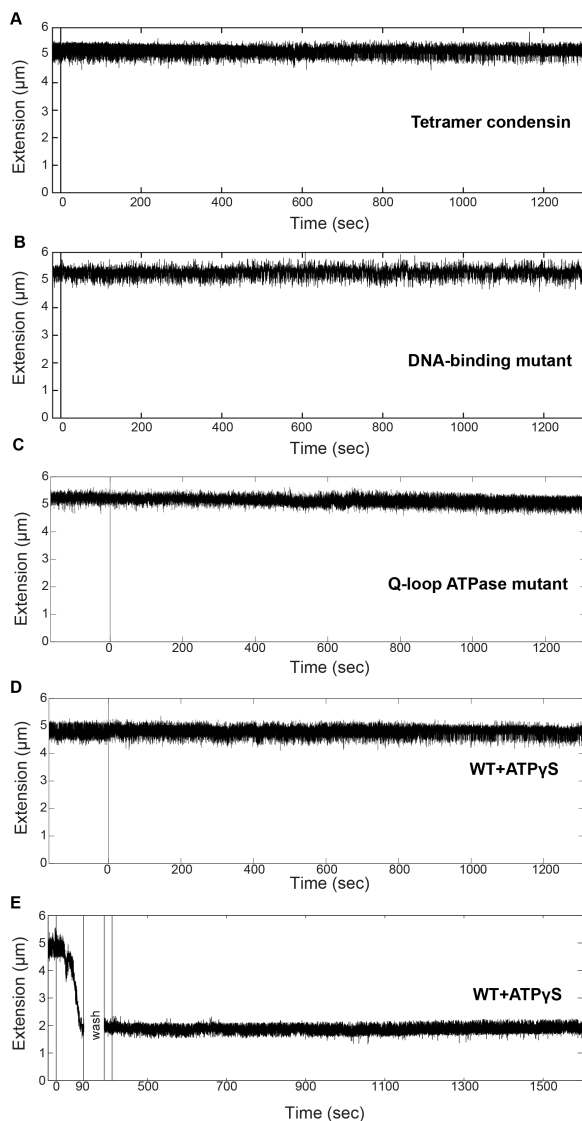 A
6
5
4
3
2
1
0
Extension (µm)
Tetramer condensin
0 200 400 600 800 1000 1200
Time (sec)
B
6
5
4
3
2
1
0
Extension (µm)
DNA-binding mutant
0 200 400 600 800 1000 1200
Time (sec)
C
6
5
4
3
2
1
0
Extension (µm)
Q-loop ATPase mutant
0 200 400 600 800 1000 1200
Time (sec)
D
6
5
4
3
2
1
0
Extension (µm)
WT+ATPγS
0 200 400 600 800 1000 1200
Time (sec)
E
6
5
4
3
2
1
0
Extension (µm)
wash
WT+ATPγS
0 90 500 700 900 1100 1300 1500
Time (sec)